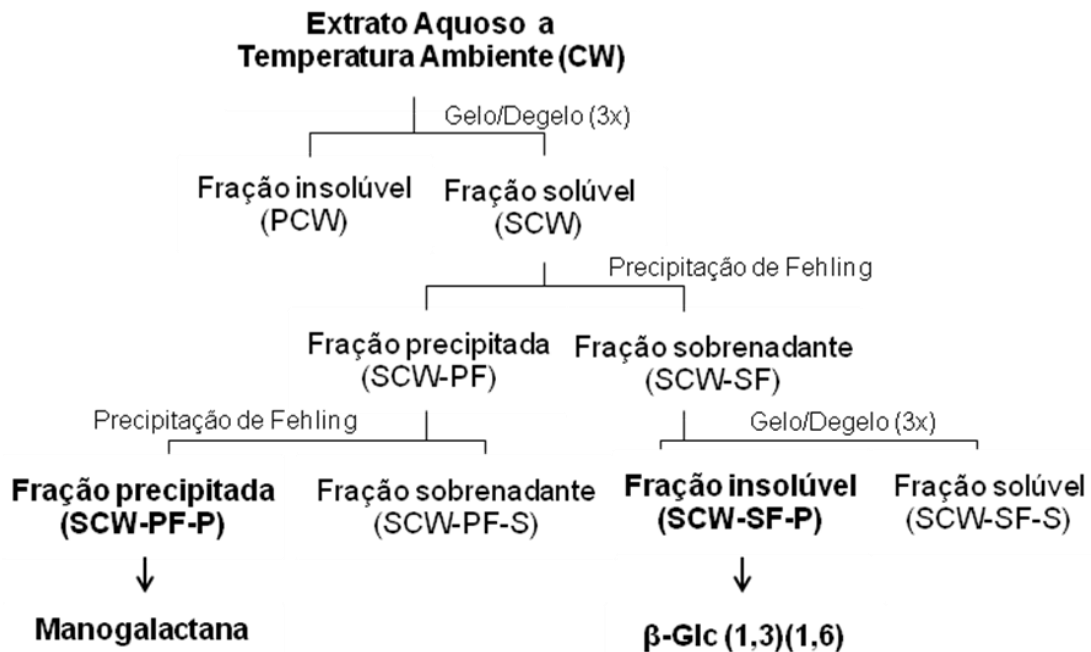 Extrato Aquoso a
Temperatura Ambiente (CW)
Gelo/Degelo (3x)
Fração insolúvel
(PCW)
Fração solúvel
(SCW)
Precipitação de Fehling
Fração precipitada
(SCW-PF)
Fração sobrenadante
(SCW-SF)
Precipitação de Fehling
Gelo/Degelo (3x)
Fração precipitada
(SCW-PF-P)
Fração sobrenadante
(SCW-PF-S)
Fração insolúvel
(SCW-SF-P)
Fração solúvel
(SCW-SF-S)
Manogalactana
β-Glc (1,3)(1,6)